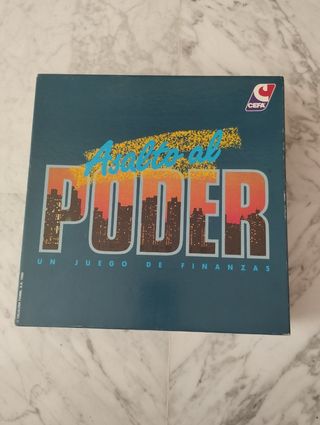 CEFA
Asalto al
PODER
UN JUEGO DE FINANZAS